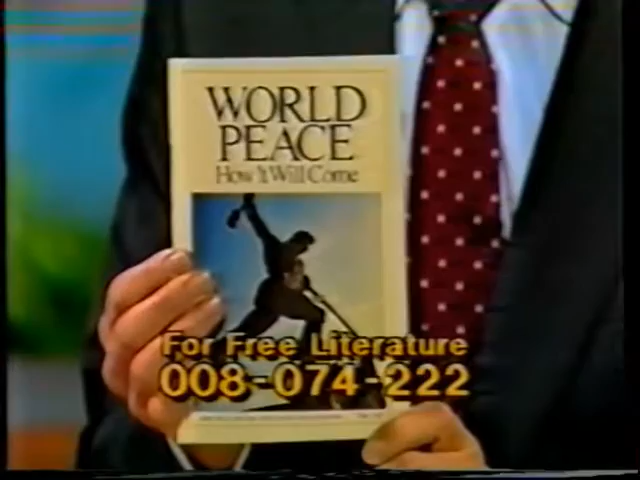 WORLD
PEACE
How It Will Come
For Free Literature
008-074-222